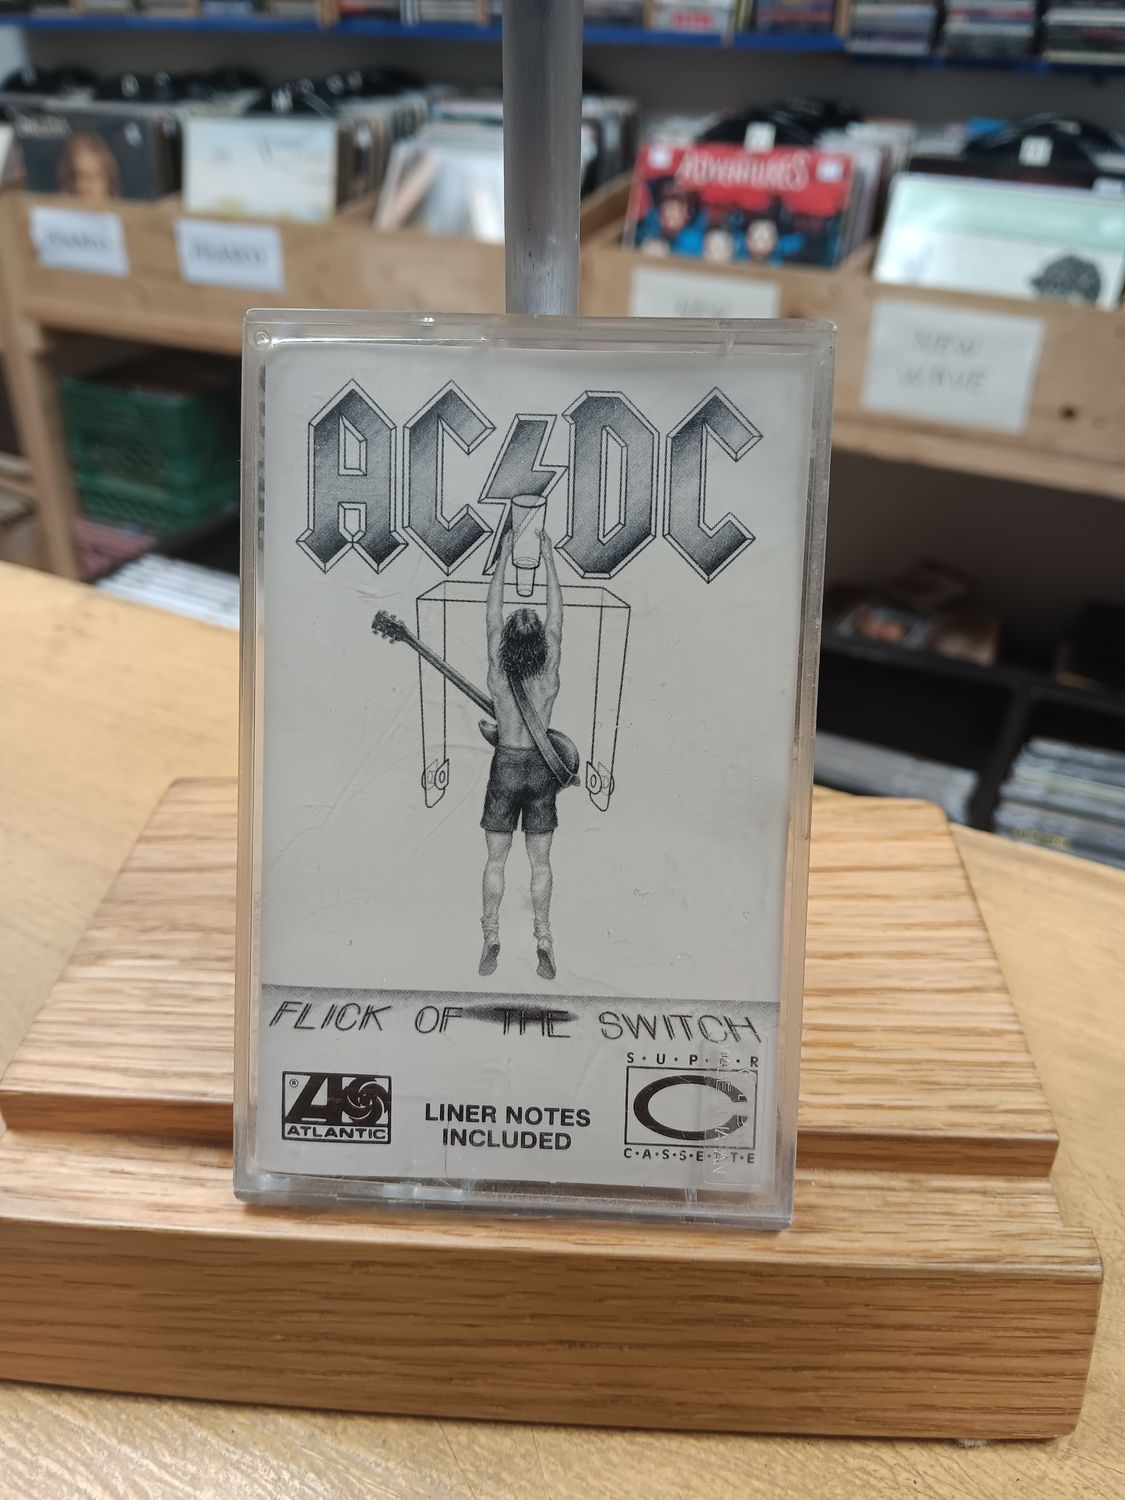 ADVENTURES
NEW
WAVE
AC/DC
FLICK OF THE SWITCH
ATLANTIC
LINER NOTES
INCLUDED
S·U·P·E·R
C·A·S·S·E·T·T·E